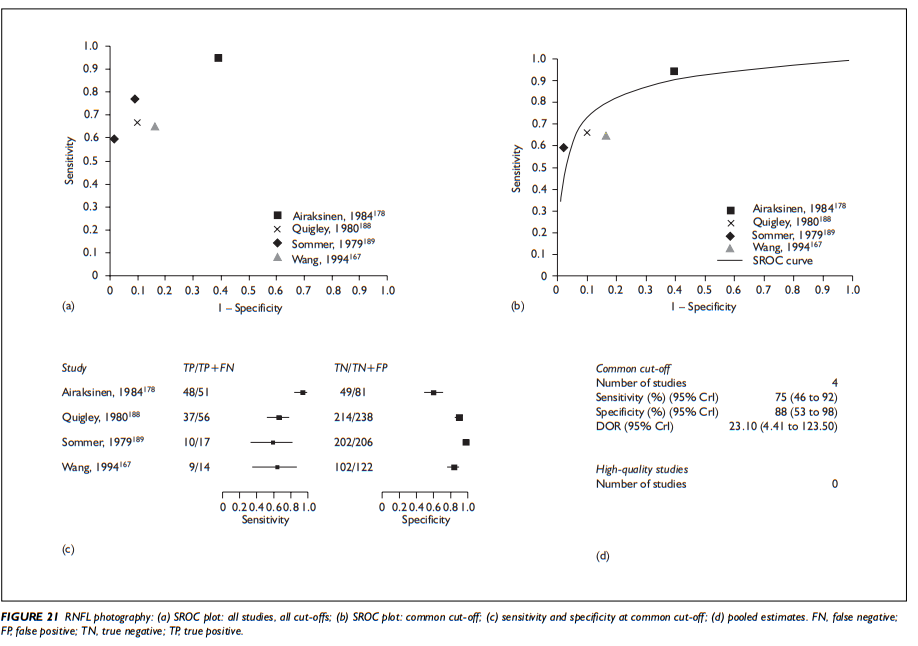 1.0
0.9
0.8
0.7
0.6
0.5
0.4
0.3
0.2
0.1
0
Sensitivity
0 0.1 0.2 0.3 0.4 0.5 0.6 0.7 0.8 0.9 1.0
1 – Specificity
Airaksinen, 1984¹⁷⁸
Quigley, 1980¹⁸⁸
Sommer, 1979¹⁸⁹
Wang, 1994¹⁶⁷
(a)
1.0
0.9
0.8
0.7
0.6
0.5
0.4
0.3
0.2
0.1
0
Sensitivity
0 0.1 0.2 0.3 0.4 0.5 0.6 0.7 0.8 0.9 1.0
1 – Specificity
Airaksinen, 1984¹⁷⁸
Quigley, 1980¹⁸⁸
Sommer, 1979¹⁸⁹
Wang, 1994¹⁶⁷
SROC curve
(b)
Study TP/TP+FN TN/TN+FP
Airaksinen, 1984¹⁷⁸ 48/51 49/81
Quigley, 1980¹⁸⁸ 37/56 214/238
Sommer, 1979¹⁸⁹ 10/17 202/206
Wang, 1994¹⁶⁷ 9/14 102/122
0 0.2 0.4 0.6 0.8 1.0 0 0.2 0.4 0.6 0.8 1.0
Sensitivity Specificity
(c)
Common cut-off
Number of studies 4
Sensitivity (%) (95% CrI) 75 (46 to 92)
Specificity (%) (95% CrI) 88 (53 to 98)
DOR (95% CrI) 23.10 (4.41 to 123.50)
High-quality studies
Number of studies 0
(d)
FIGURE 21 RNFL photography: (a) SROC plot: all studies, all cut-offs; (b) SROC plot: common cut-off; (c) sensitivity and specificity at common cut-off; (d) pooled estimates. FN, false negative;
FP, false positive; TN, true negative; TP, true positive.